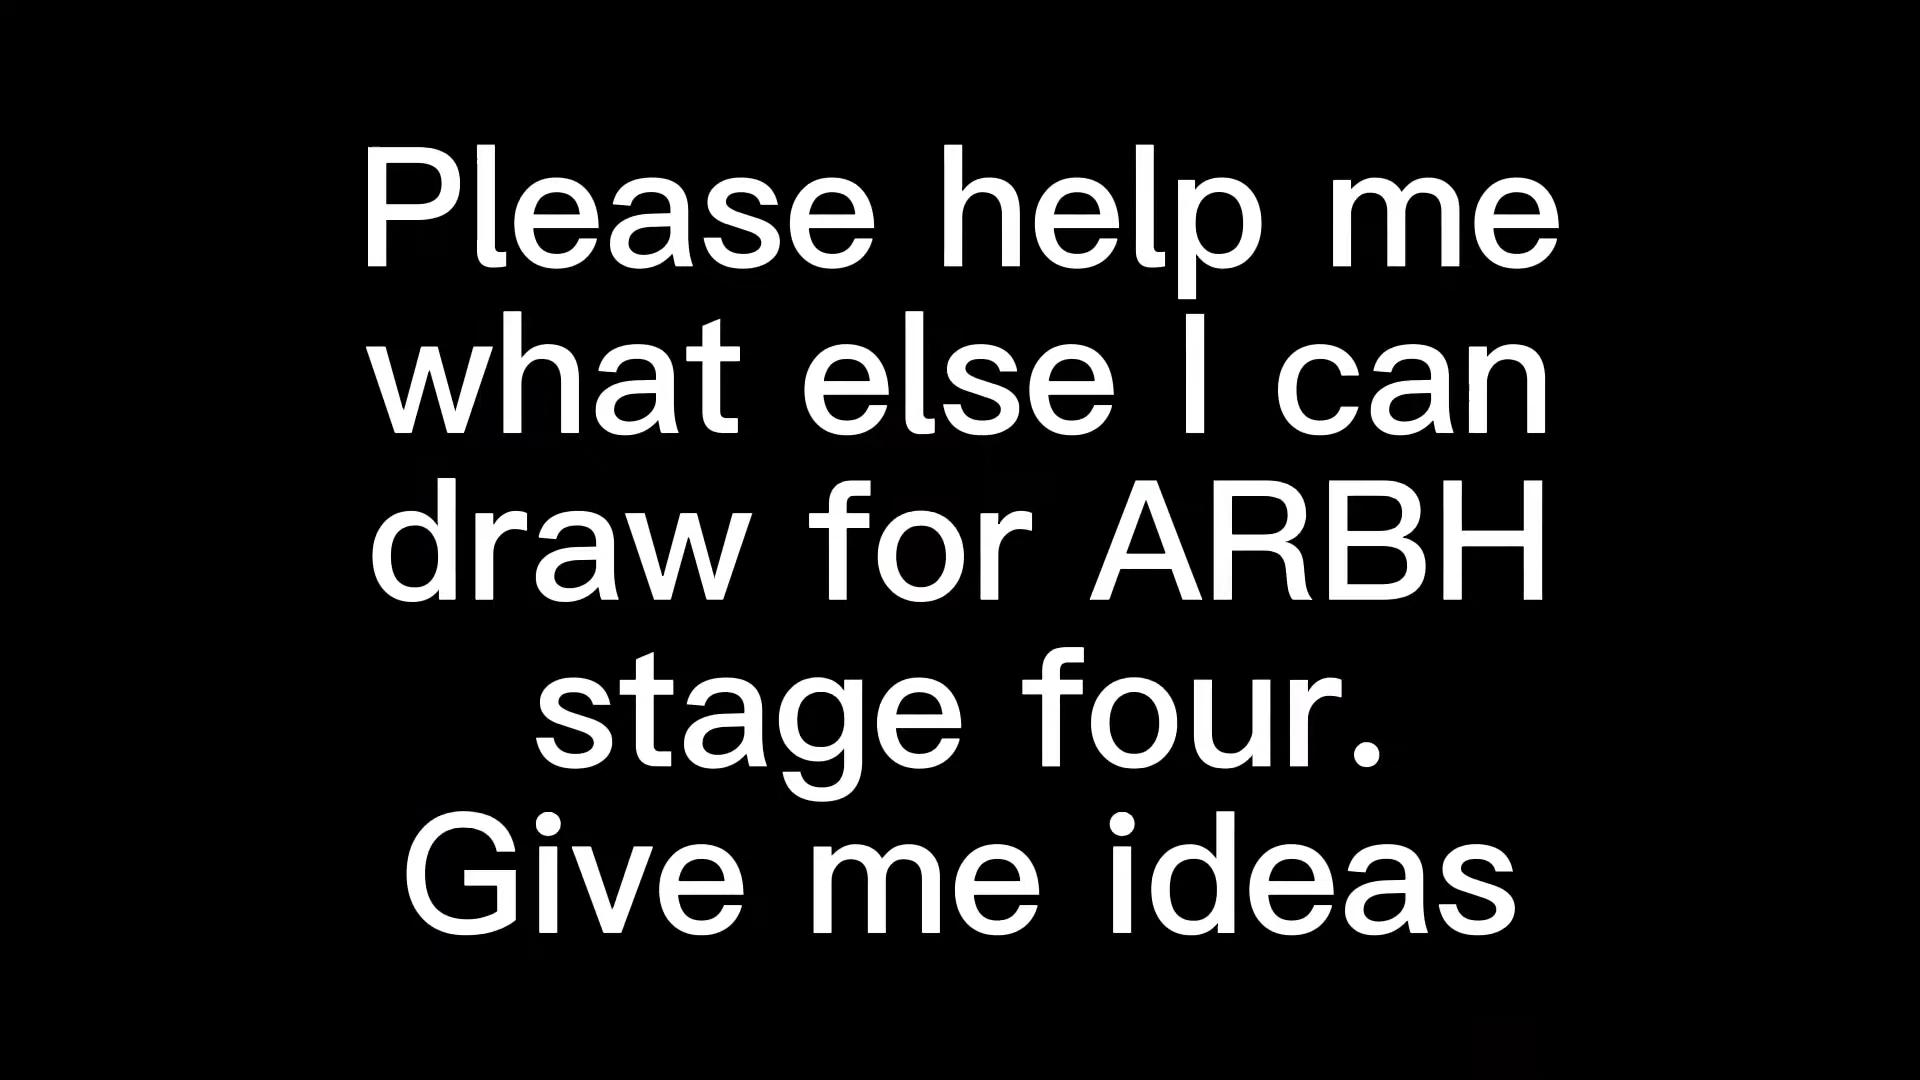 Please help me
what else I can
draw for ARBH
stage four.
Give me ideas